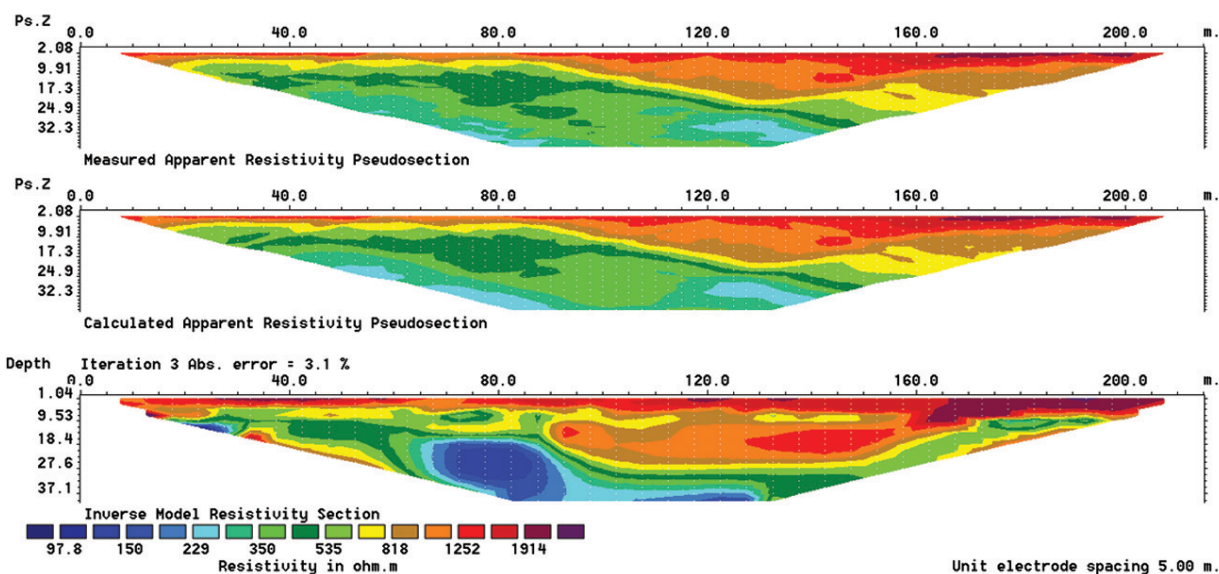 Ps.Z
0.0 40.0 80.0 120.0 160.0 200.0 m.
2.08
9.91
17.3
24.9
32.3
Measured Apparent Resistivity Pseudosection
Ps.Z
0.0 40.0 80.0 120.0 160.0 200.0 m.
2.08
9.91
17.3
24.9
32.3
Calculated Apparent Resistivity Pseudosection
Depth Iteration 3 Abs. error = 3.1 %
0.0 40.0 80.0 120.0 160.0 200.0 m.
1.04
9.53
18.4
27.6
37.1
Inverse Model Resistivity Section
97.8 150 229 350 535 818 1252 1914
Resistivity in ohm.m Unit electrode spacing 5.00 m.